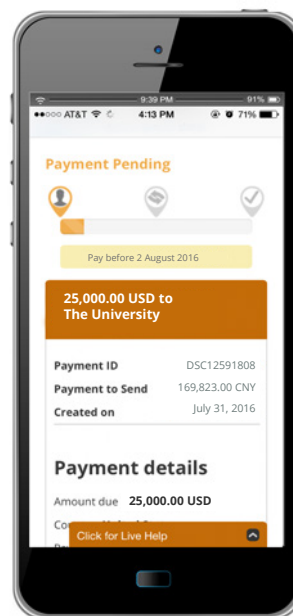 9:39 PM 91%
AT&T 4:13 PM 71%
Payment Pending
Pay before 2 August 2016
25,000.00 USD to
The University
Payment ID DSC12591808
Payment to Send 169,823.00 CNY
Created on July 31, 2016
Payment details
Amount due 25,000.00 USD
Click for Live Help